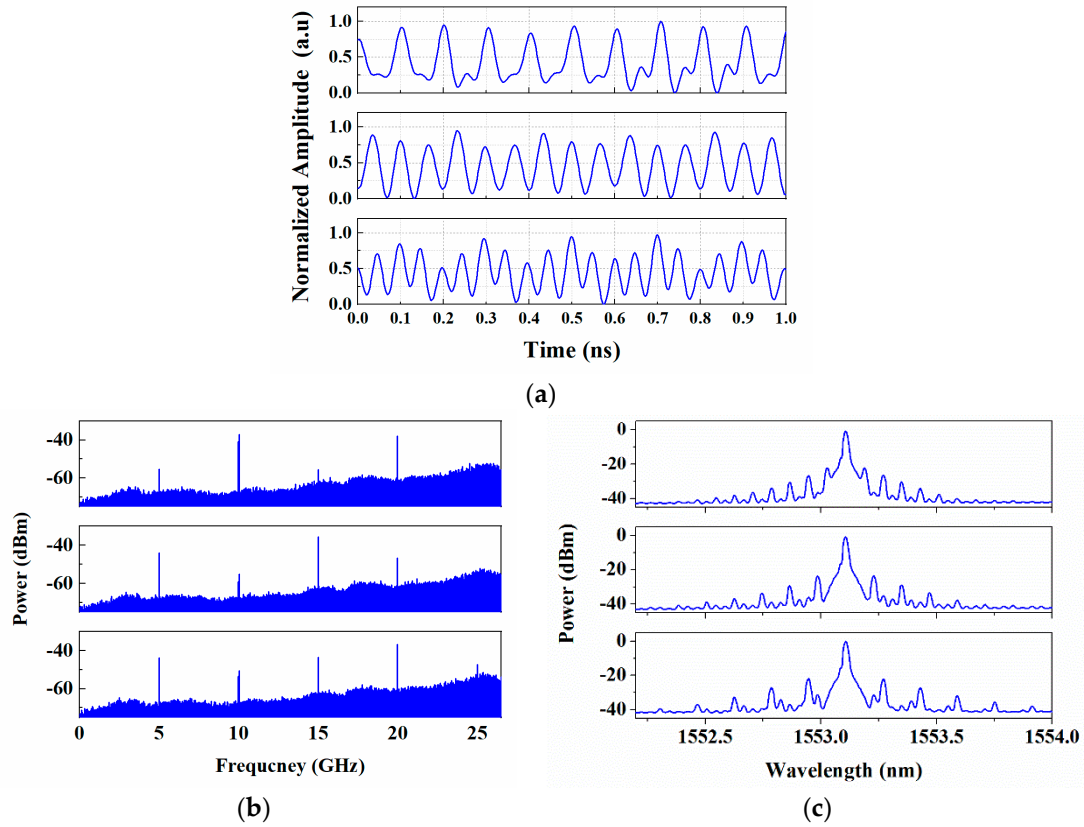 Normalized Amplitude (a.u)
1.0
0.5
0.0
1.0
0.5
0.0
1.0
0.5
0.0
0.0 0.1 0.2 0.3 0.4 0.5 0.6 0.7 0.8 0.9 1.0
Time (ns)
(a)
Power (dBm)
-40
-60
-40
-60
-40
-60
0 5 10 15 20 25
Frequcney (GHz)
(b)
Power (dBm)
0
-20
-40
0
-20
-40
0
-20
-40
1552.5 1553.0 1553.5 1554.0
Wavelength (nm)
(c)